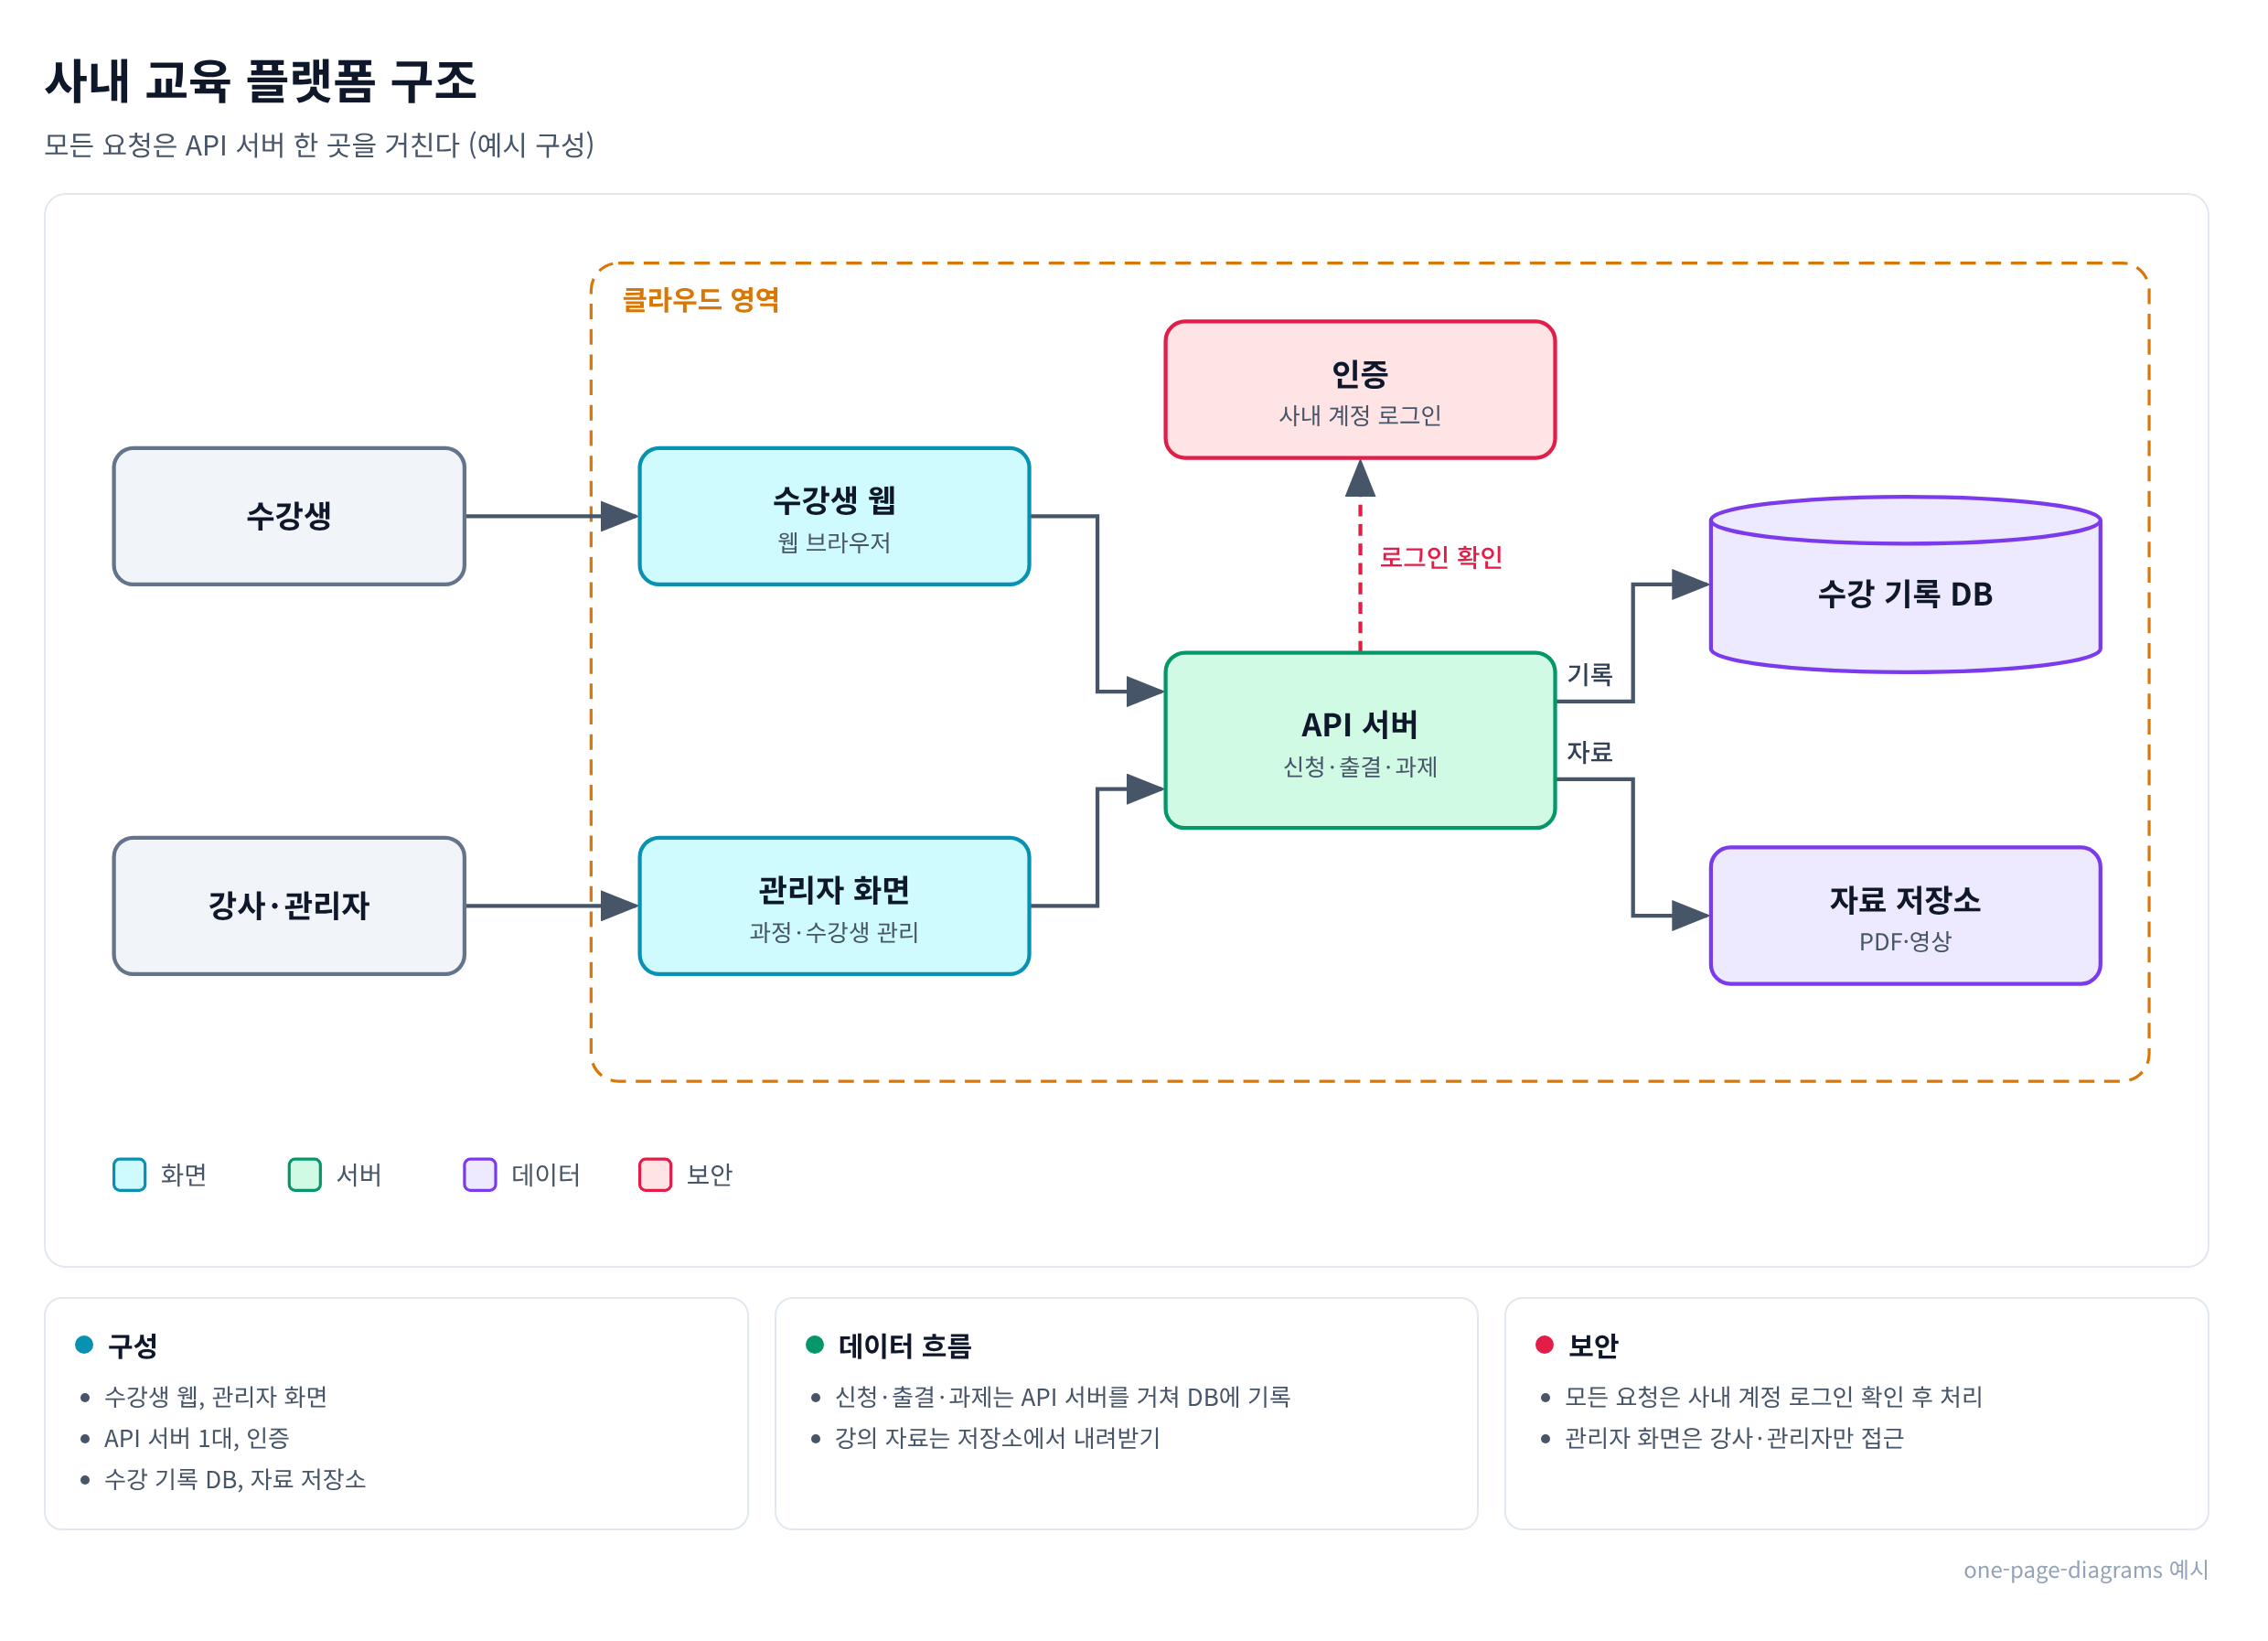 사내 교육 플랫폼 구조
모든 요청은 API 서버 한 곳을 거친다 (예시 구성)
클라우드 영역
인증
사내 계정 로그인
수강생
수강생 웹
웹 브라우저
로그인 확인
수강 기록 DB
기록
API 서버
신청·출결·과제
자료
강사·관리자
관리자 화면
과정·수강생 관리
자료 저장소
PDF·영상
화면
서버
데이터
보안
구성
수강생 웹, 관리자 화면
API 서버 1대, 인증
수강 기록 DB, 자료 저장소
데이터 흐름
신청·출결·과제는 API 서버를 거쳐 DB에 기록
강의 자료는 저장소에서 내려받기
보안
모든 요청은 사내 계정 로그인 확인 후 처리
관리자 화면은 강사·관리자만 접근
one-page-diagrams 예시